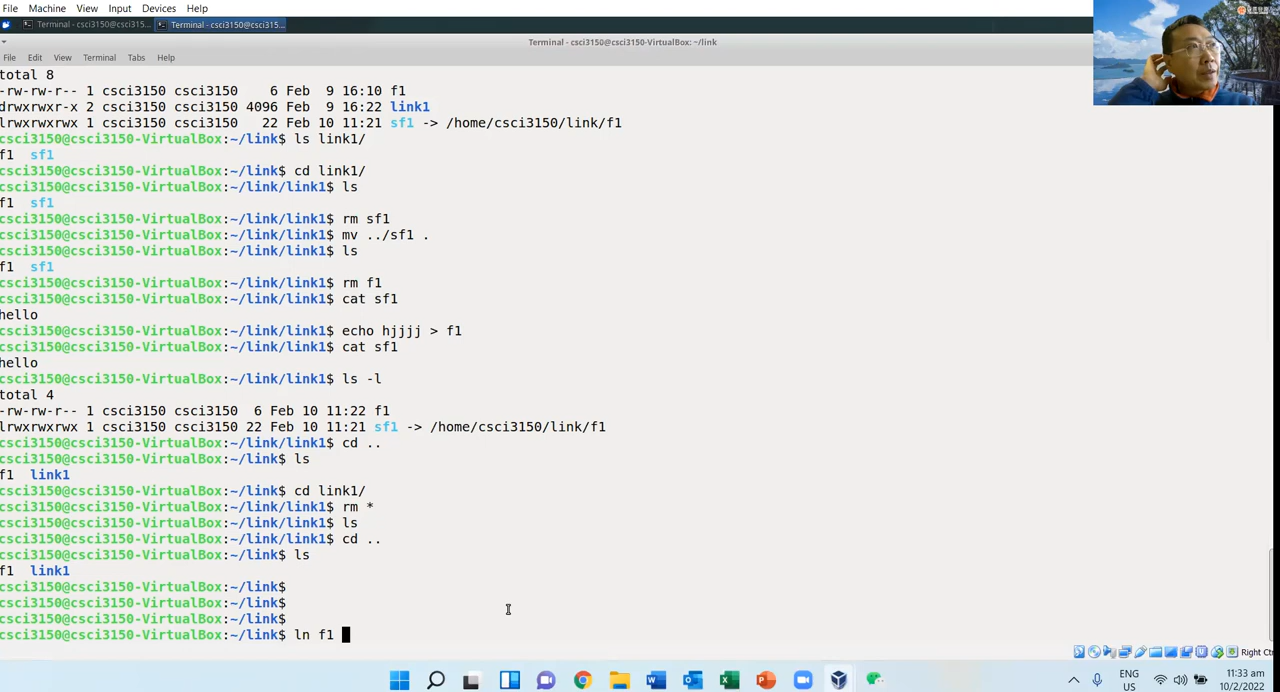 File Machine View Input Devices Help
Terminal - csci3150@csci315... Terminal - csci3150@csci315...
Terminal - csci3150@csci3150-VirtualBox: ~/link
File Edit View Terminal Tabs Help
total 8
-rw-rw-r-- 1 csci3150 csci3150    6 Feb  9 16:10 f1
drwxrwxr-x 2 csci3150 csci3150 4096 Feb  9 16:22 link1
lrwxrwxrwx 1 csci3150 csci3150   22 Feb 10 11:21 sf1 -> /home/csci3150/link/f1
csci3150@csci3150-VirtualBox:~/link$ ls link1/
f1  sf1
csci3150@csci3150-VirtualBox:~/link$ cd link1/
csci3150@csci3150-VirtualBox:~/link/link1$ ls
f1  sf1
csci3150@csci3150-VirtualBox:~/link/link1$ rm sf1
csci3150@csci3150-VirtualBox:~/link/link1$ mv ../sf1 .
csci3150@csci3150-VirtualBox:~/link/link1$ ls
f1  sf1
csci3150@csci3150-VirtualBox:~/link/link1$ rm f1
csci3150@csci3150-VirtualBox:~/link/link1$ cat sf1
hello
csci3150@csci3150-VirtualBox:~/link/link1$ echo hjjjj > f1
csci3150@csci3150-VirtualBox:~/link/link1$ cat sf1
hello
csci3150@csci3150-VirtualBox:~/link/link1$ ls -l
total 4
-rw-rw-r-- 1 csci3150 csci3150  6 Feb 10 11:22 f1
lrwxrwxrwx 1 csci3150 csci3150 22 Feb 10 11:21 sf1 -> /home/csci3150/link/f1
csci3150@csci3150-VirtualBox:~/link/link1$ cd ..
csci3150@csci3150-VirtualBox:~/link$ ls
f1  link1
csci3150@csci3150-VirtualBox:~/link$ cd link1/
csci3150@csci3150-VirtualBox:~/link/link1$ rm *
csci3150@csci3150-VirtualBox:~/link/link1$ ls
csci3150@csci3150-VirtualBox:~/link/link1$ cd ..
csci3150@csci3150-VirtualBox:~/link$ ls
f1  link1
csci3150@csci3150-VirtualBox:~/link$
csci3150@csci3150-VirtualBox:~/link$
csci3150@csci3150-VirtualBox:~/link$
csci3150@csci3150-VirtualBox:~/link$ ln f1
Right Ct
ENG
US
11:33 am
10/2/2022